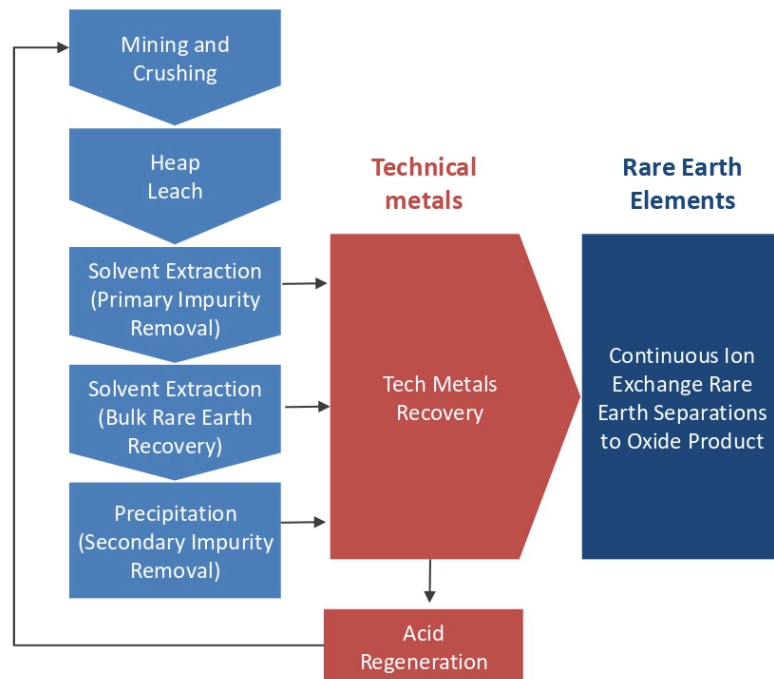 Mining and
Crushing
Heap
Leach
Technical
metals
Rare Earth
Elements
Solvent Extraction
(Primary Impurity
Removal)
Solvent Extraction
(Bulk Rare Earth
Recovery)
Precipitation
(Secondary Impurity
Removal)
Tech Metals
Recovery
Continuous Ion
Exchange Rare
Earth Separations
to Oxide Product
Acid
Regeneration